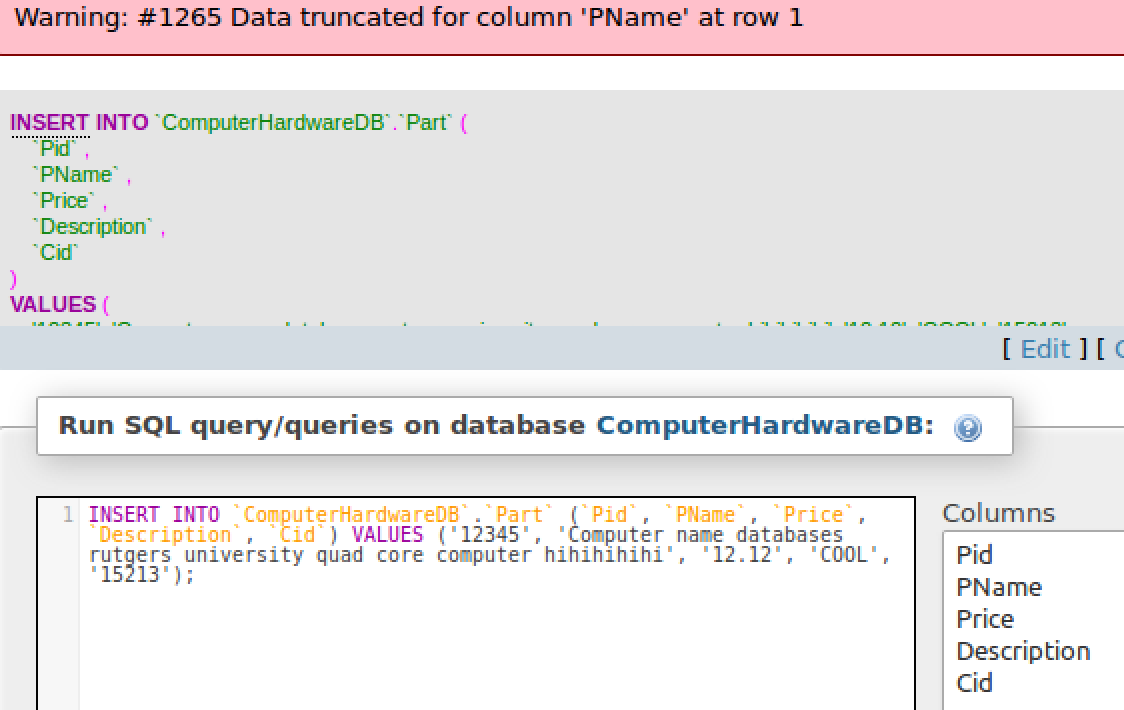 Warning: #1265 Data truncated for column 'PName' at row 1
INSERT INTO `ComputerHardwareDB`.`Part` (
`Pid` ,
`PName` ,
`Price` ,
`Description` ,
`Cid`
)
VALUES (
[ Edit ] [
Run SQL query/queries on database ComputerHardwareDB:
1 INSERT INTO `ComputerHardwareDB`.`Part` (`Pid`, `PName`, `Price`,
`Description`, `Cid`) VALUES ('12345', 'Computer name databases
rutgers university quad core computer hihihihihi', '12.12', 'COOL',
'15213');
Columns
Pid
PName
Price
Description
Cid